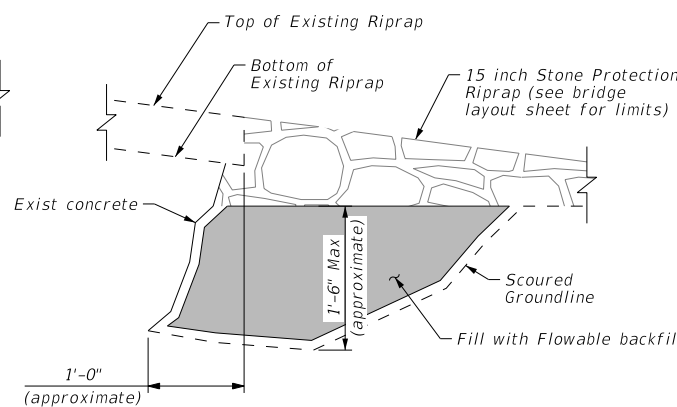 Top of Existing Riprap
Bottom of
Existing Riprap
15 inch Stone Protection
Riprap (see bridge
layout sheet for limits)
Exist concrete
1'-6" Max
(approximate)
Scoured
Groundline
Fill with Flowable backfil
1'-0"
(approximate)